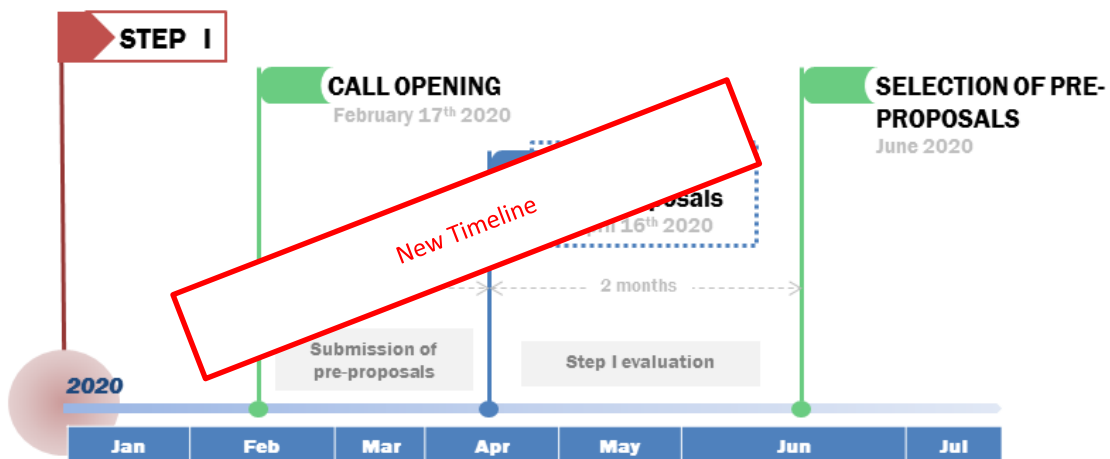 STEP I
CALL OPENING
February 17th 2020
SELECTION OF PRE-
PROPOSALS
June 2020
16th 2020
New Timeline
2 months
Submission of
pre-proposals
Step I evaluation
2020
Jan Feb Mar Apr May Jun Jul